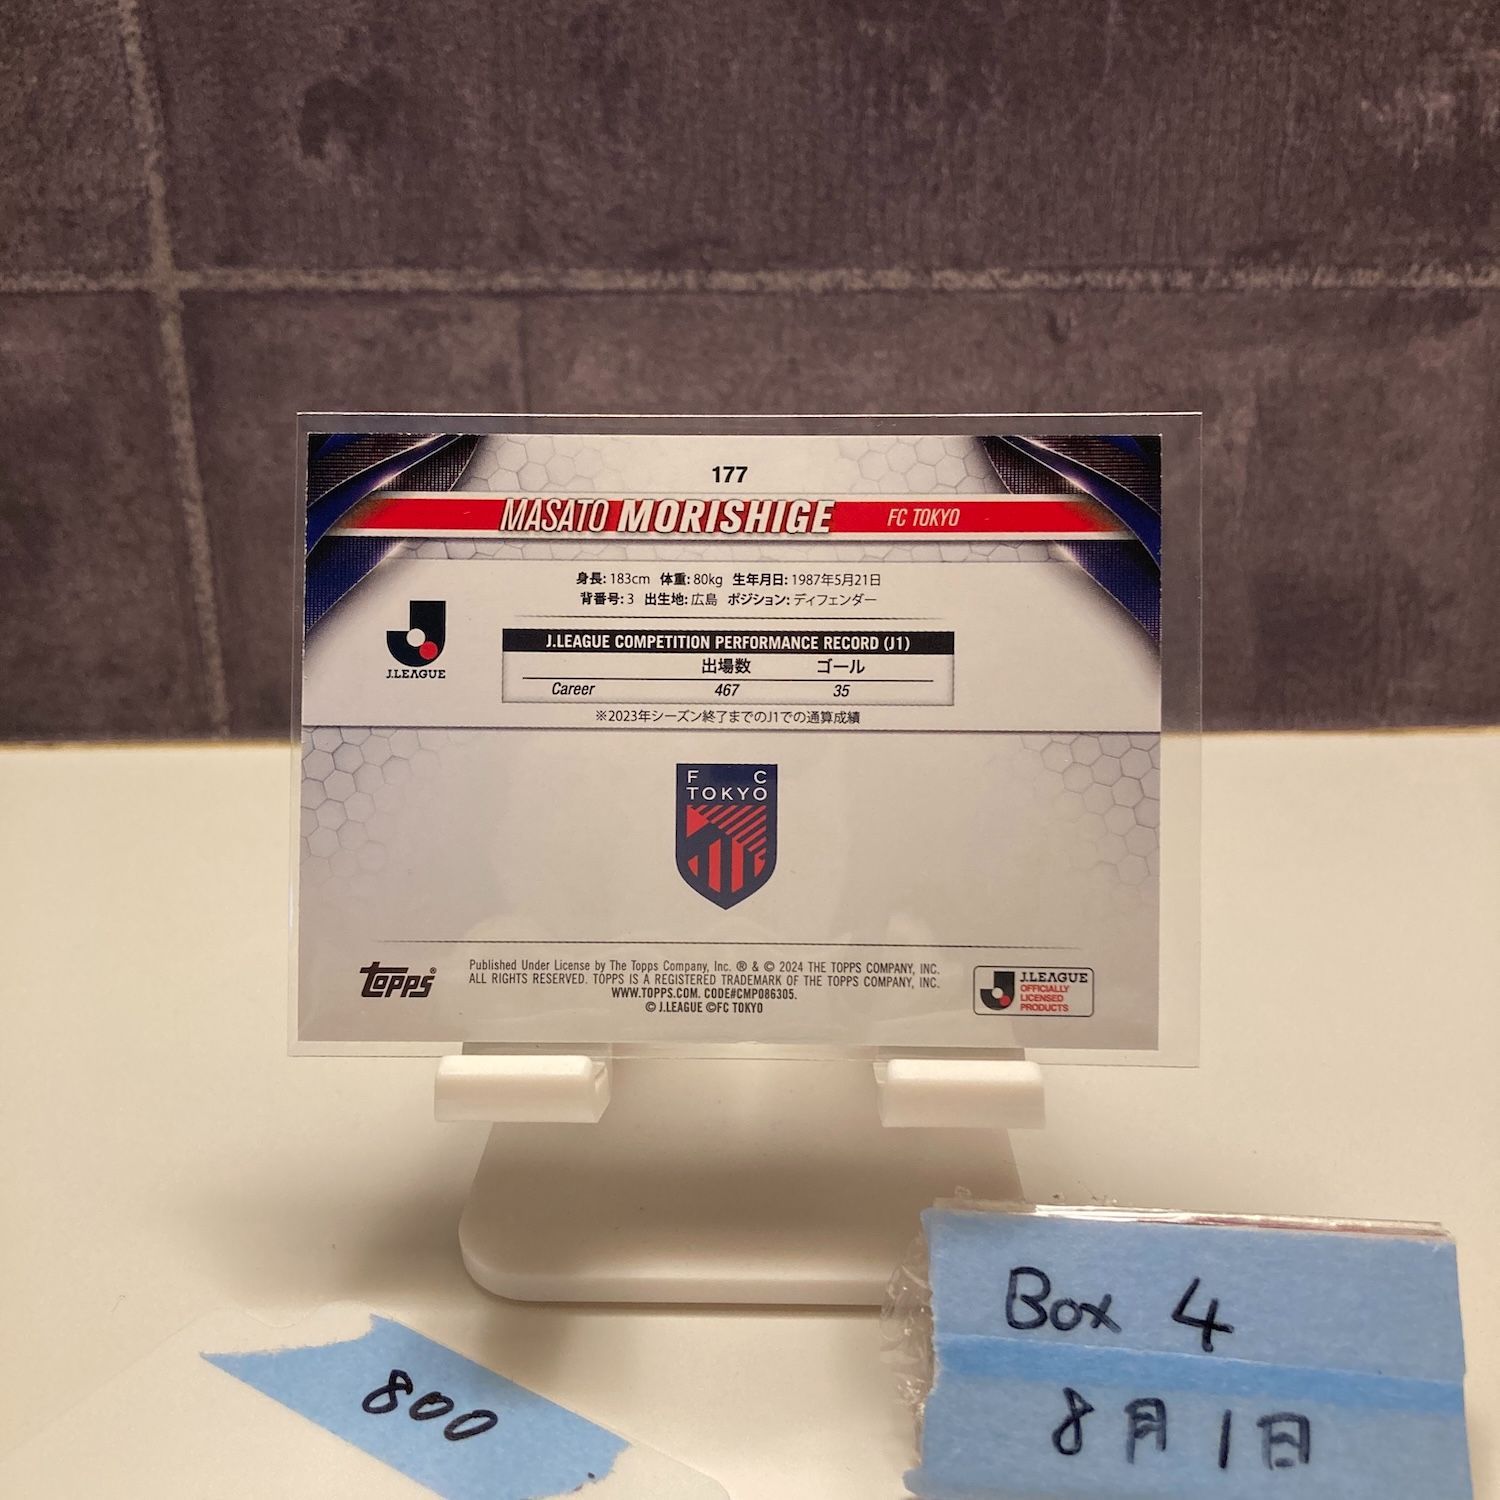 177
MASATO MORISHIGE FC TOKYO
身長: 183cm 体重: 80kg 生年月日: 1987年5月21日
背番号: 3 出生地: 広島 ポジション: ディフェンダー
J.LEAGUE
J.LEAGUE COMPETITION PERFORMANCE RECORD (J1)
出場数 ゴール
Career 467 35
※2023年シーズン終了までのJ1での通算成績
F C
TOKYO
topps®
Published Under License by The Topps Company, Inc. ® & © 2024 THE TOPPS COMPANY, INC.
ALL RIGHTS RESERVED. TOPPS IS A REGISTERED TRADEMARK OF THE TOPPS COMPANY, INC.
WWW.TOPPS.COM. CODE#CMP086305.
© J.LEAGUE ©FC TOKYO
J.LEAGUE
OFFICIALLY
LICENSED
PRODUCTS
Box 4
8月1日
800